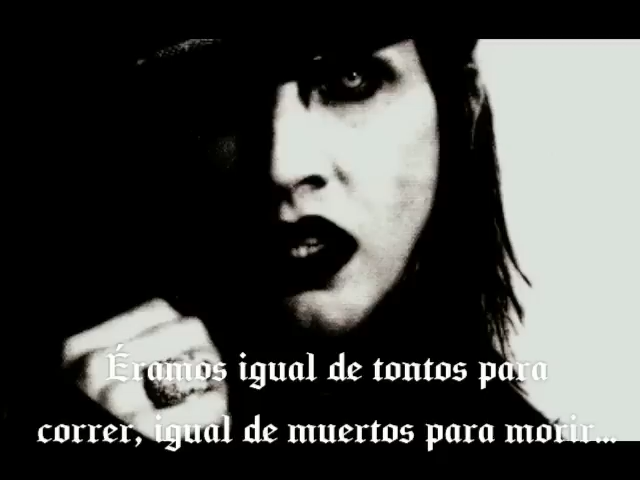 Éramos igual de tontos para
correr, igual de muertos para morir...